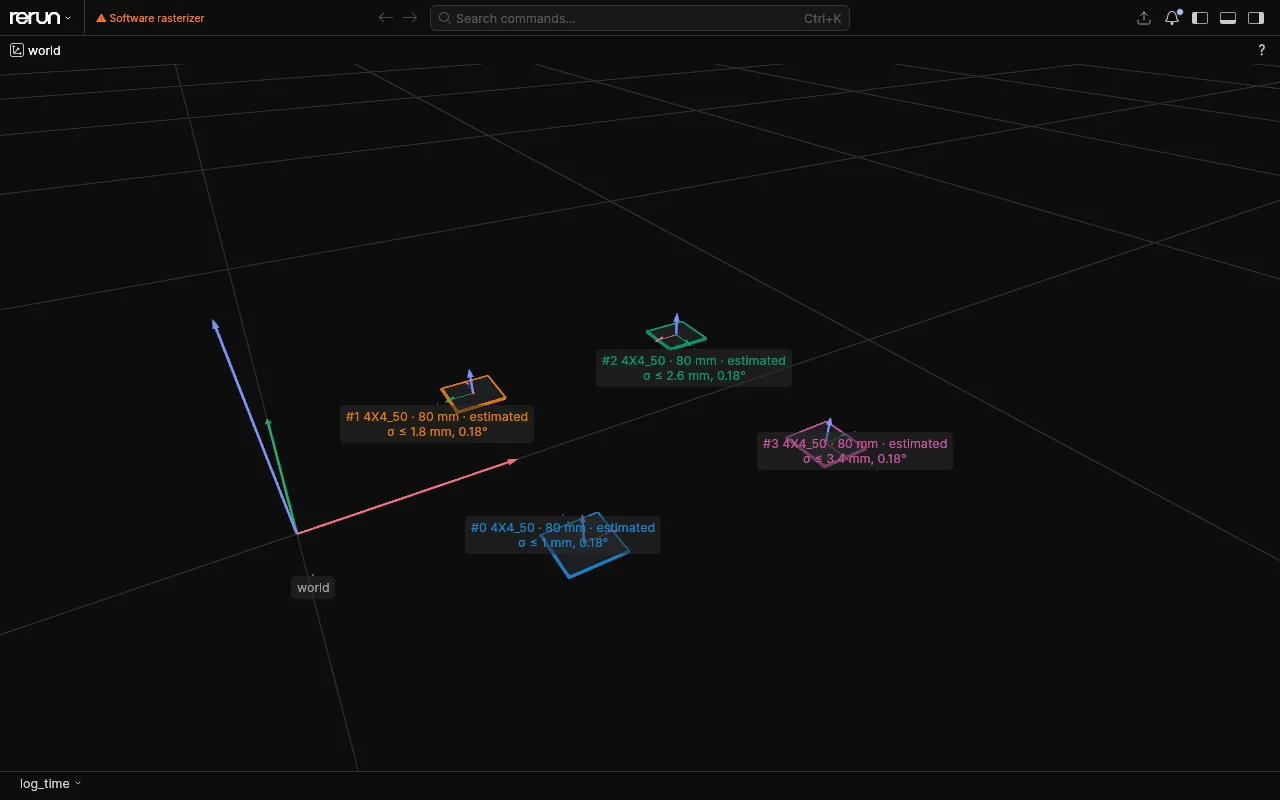 rerun
Software rasterizer
Search commands...
Ctrl+K
world
?
#2 4X4_50 · 80 mm · estimated
σ ≤ 2.6 mm, 0.18°
#1 4X4_50 · 80 mm · estimated
σ ≤ 1.8 mm, 0.18°
#3 4X4_50 · 80 mm · estimated
σ ≤ 3.4 mm, 0.18°
#0 4X4_50 · 80 mm · estimated
σ ≤ 1 mm, 0.18°
world
log_time